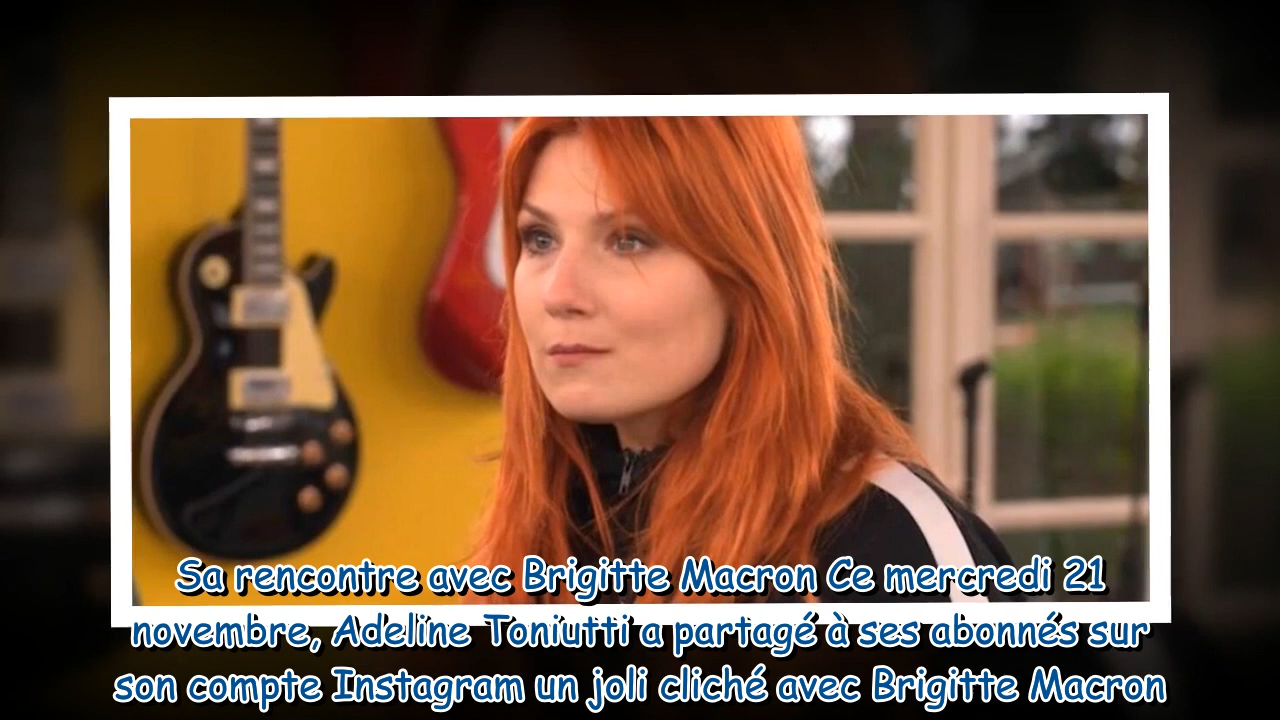 Sa rencontre avec Brigitte Macron Ce mercredi 21
novembre, Adeline Toniutti a partagé à ses abonnés sur
son compte Instagram un joli cliché avec Brigitte Macron